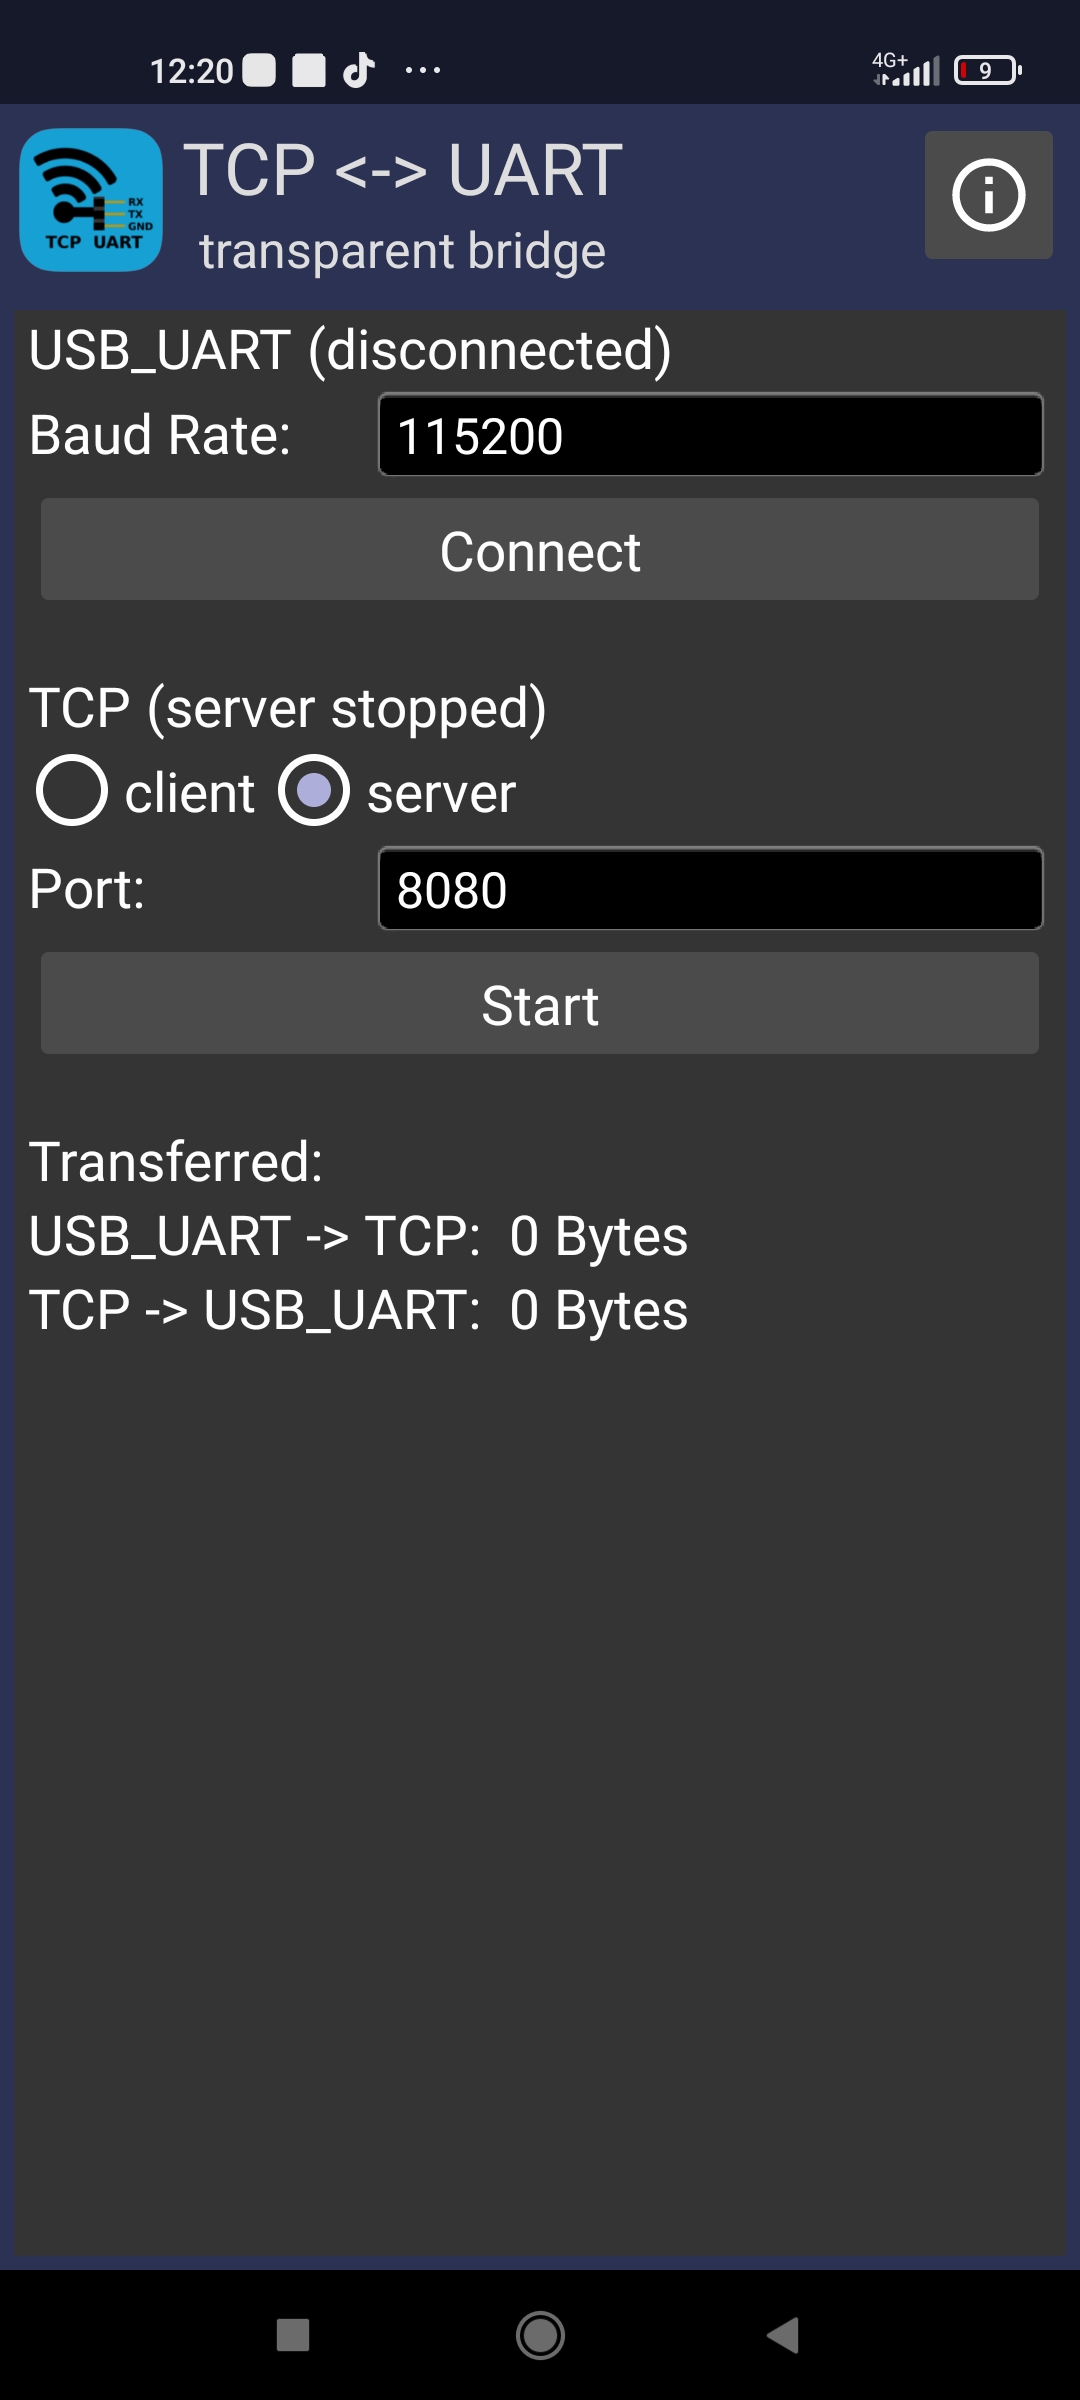 12:20
4G+
9
TCP <-> UART
transparent bridge
RX
TX
GND
TCP UART
USB_UART (disconnected)
Baud Rate: 115200
Connect
TCP (server stopped)
client server
Port: 8080
Start
Transferred:
USB_UART -> TCP: 0 Bytes
TCP -> USB_UART: 0 Bytes